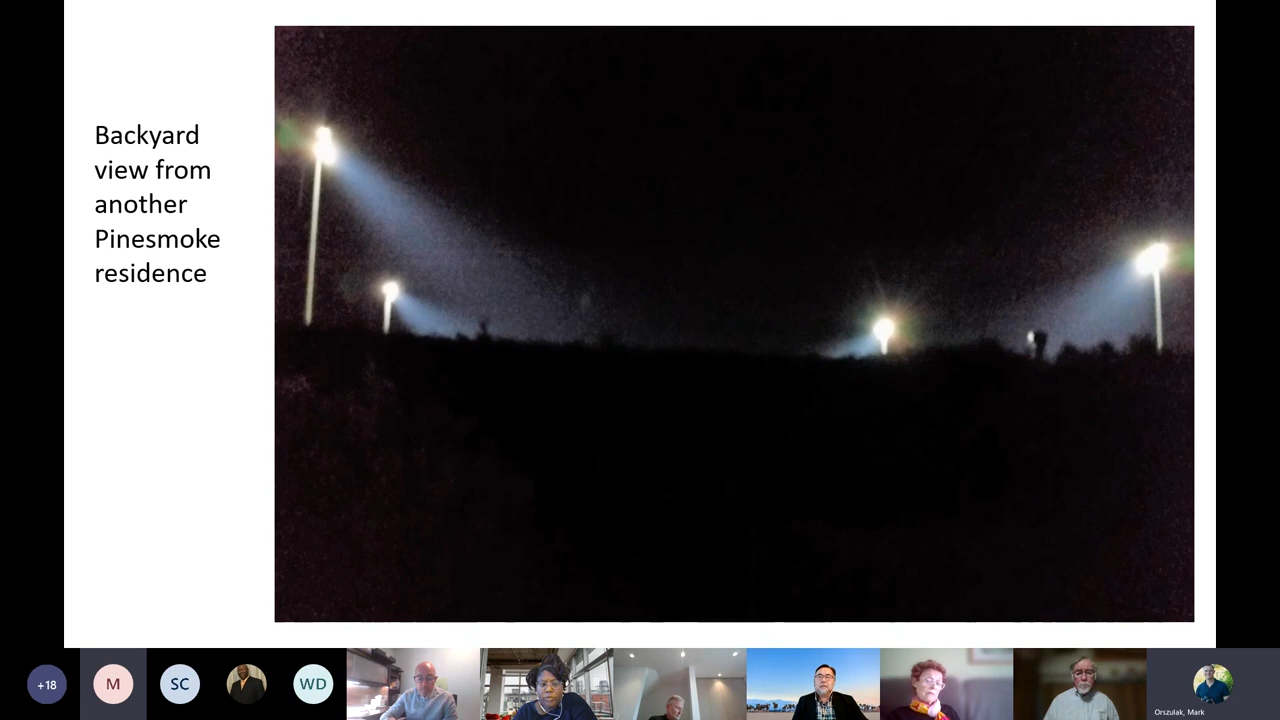 Backyard
view from
another
Pinesmoke
residence
+18
M
SC
WD
Orszulak, Mark